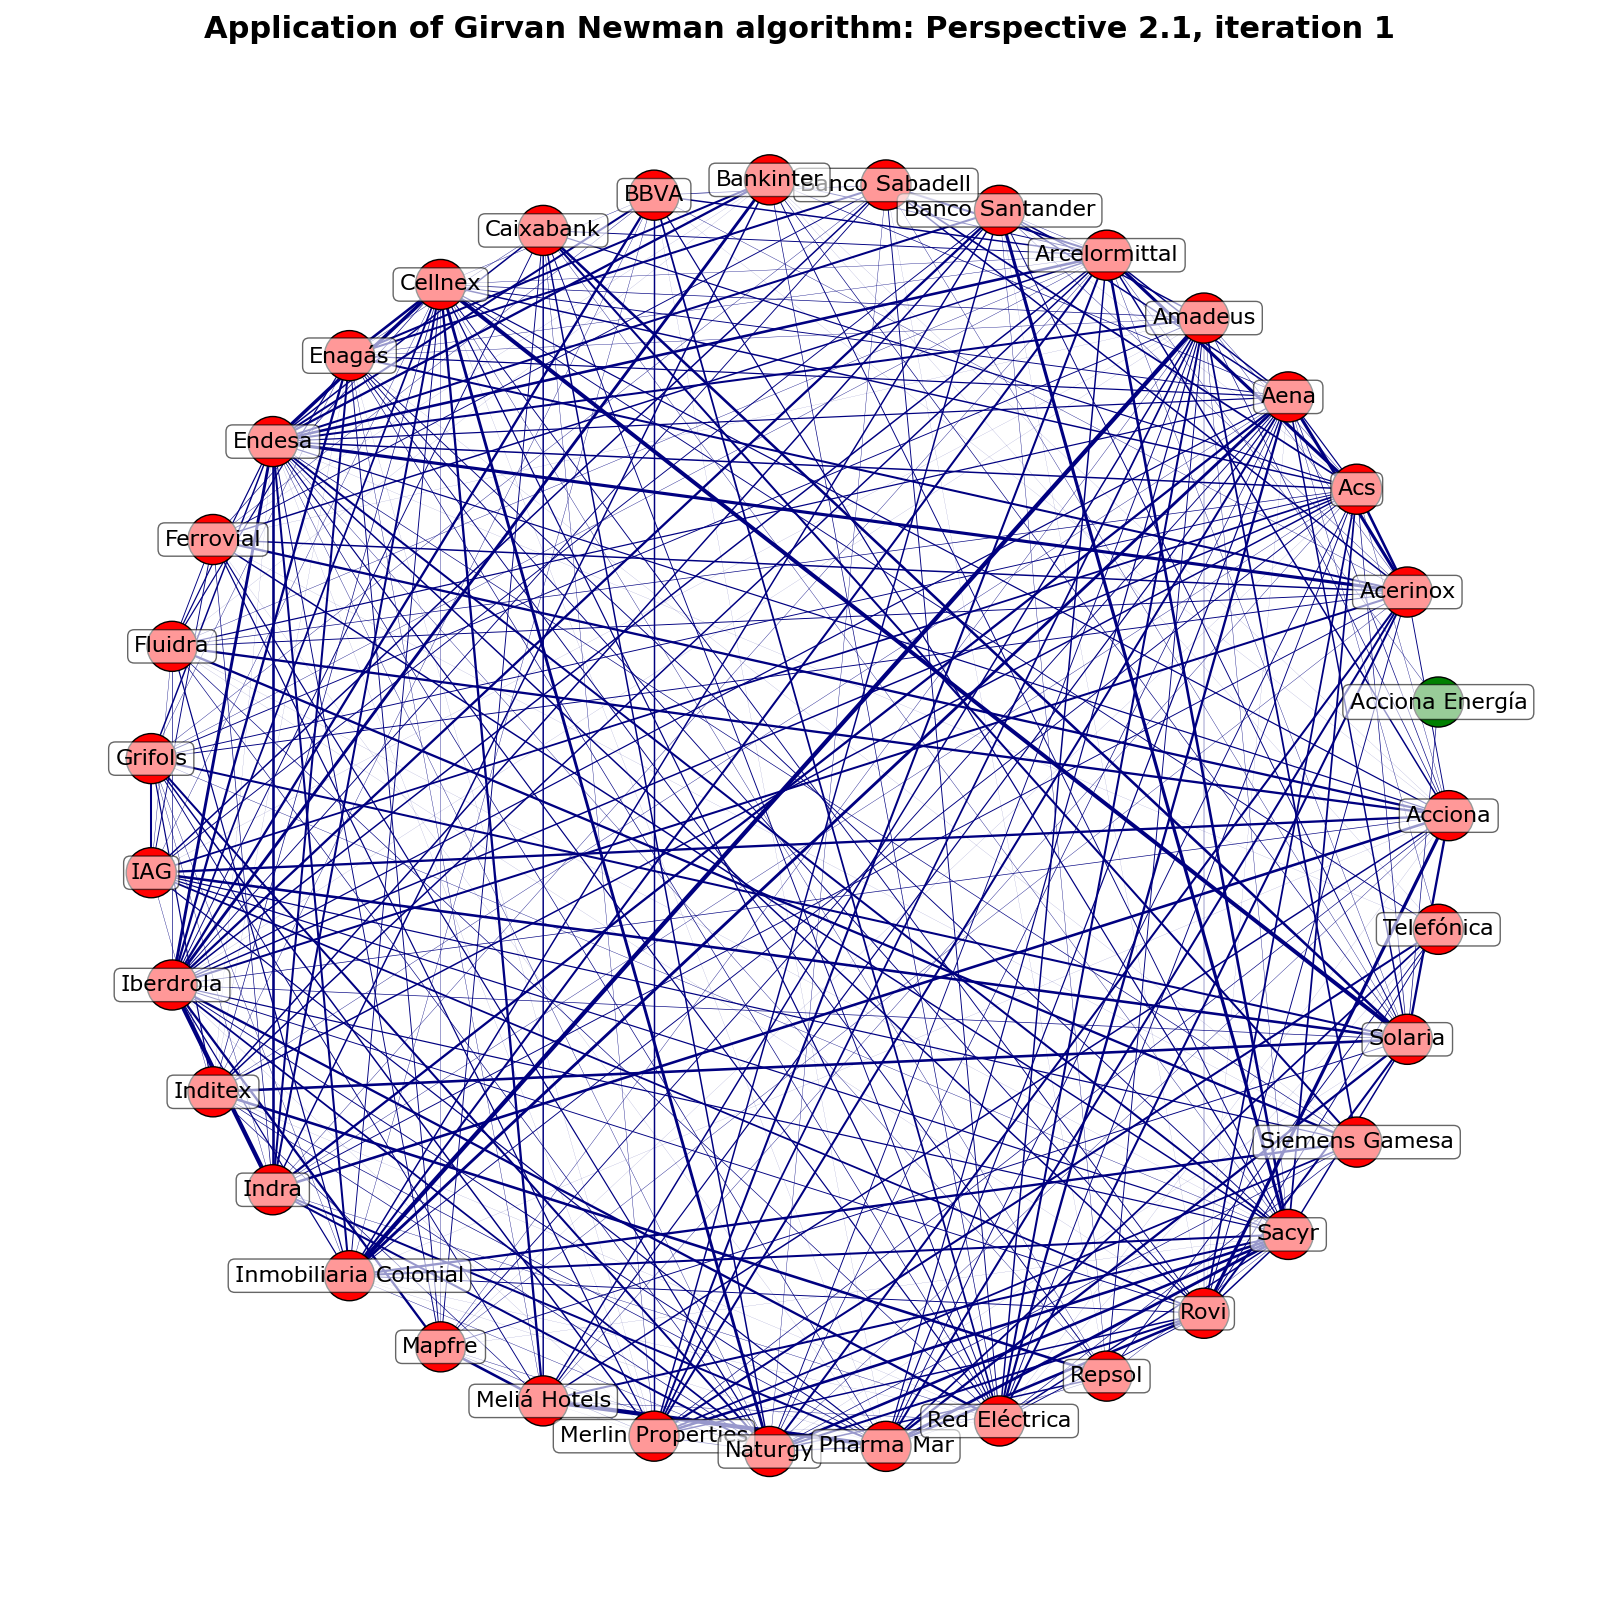 Application of Girvan Newman algorithm: Perspective 2.1, iteration 1
Bankinter
Banco Sabadell
BBVA
Banco Santander
Caixabank
Arcelormittal
Cellnex
Amadeus
Enagás
Aena
Endesa
Acs
Ferrovial
Acerinox
Fluidra
Acciona Energía
Grifols
Acciona
IAG
Telefónica
Iberdrola
Solaria
Inditex
Siemens Gamesa
Indra
Sacyr
Inmobiliaria Colonial
Rovi
Mapfre
Repsol
Meliá Hotels
Red Eléctrica
Merlin Properties
Naturgy
Pharma Mar